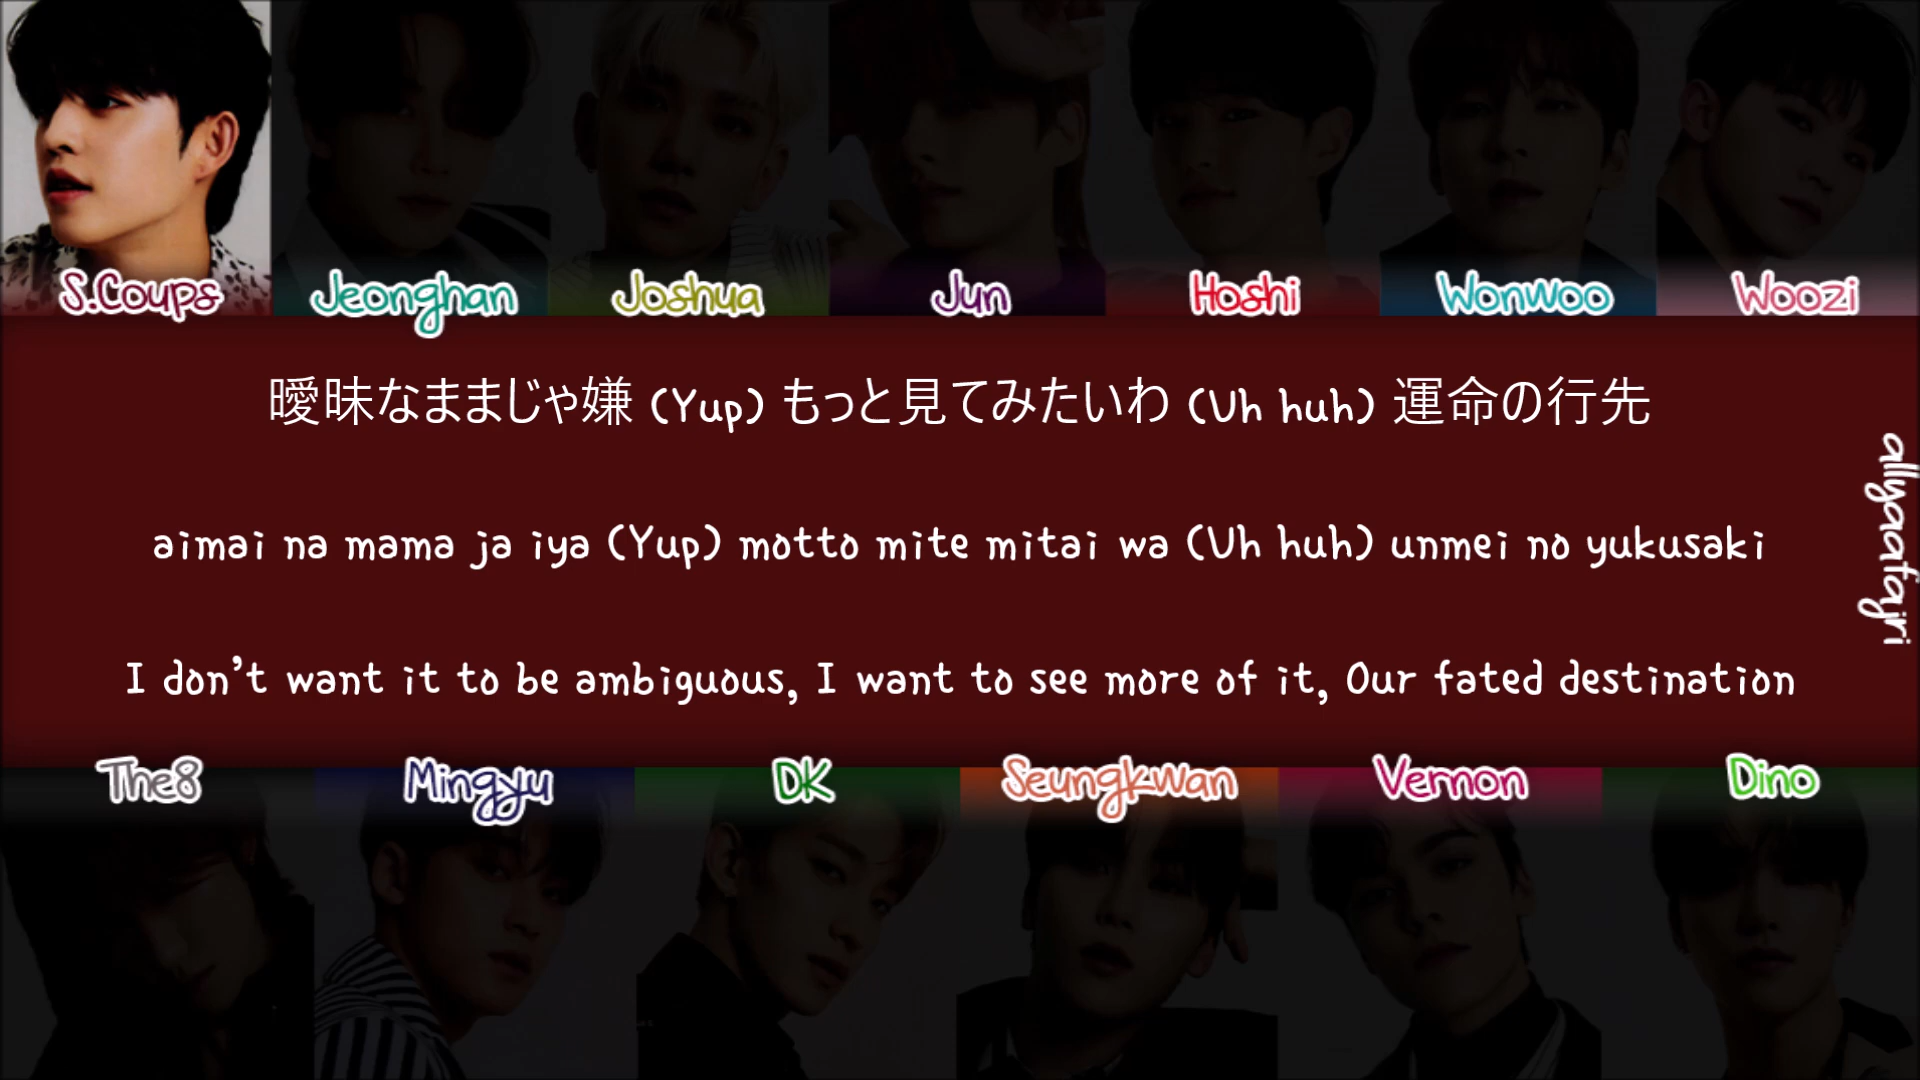 S.Coups Jeonghan Joshua Jun Hoshi Wonwoo Woozi
曖昧なままじゃ嫌 (Yup) もっと見てみたいわ (Uh huh) 運命の行先
aimai na mama ja iya (Yup) motto mite mitai wa (Uh huh) unmei no yukusaki
I don't want it to be ambiguous, I want to see more of it, Our fated destination
allyaafajri
The8 Mingyu DK Seungkwan Vernon Dino